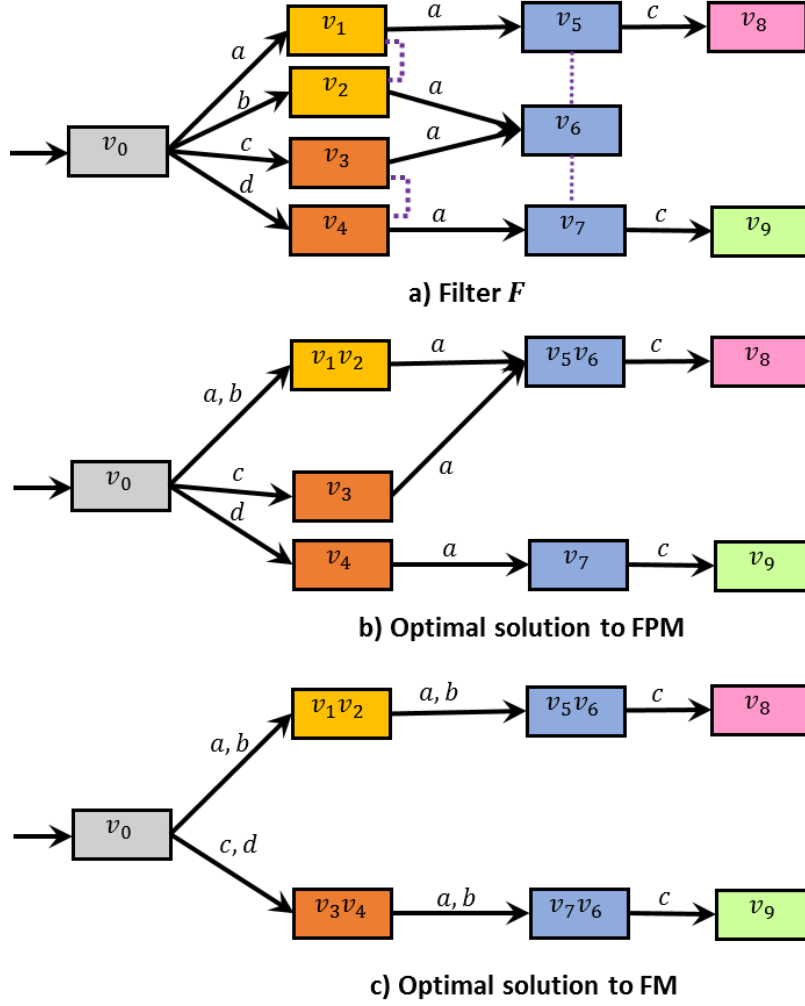 v₁ a v₅ c v₈
a
b v₂ a v₆
v₀ c v₃ a
d v₄ a v₇ c v₉
a) Filter F
v₁v₂ a v₅v₆ c v₈
a, b
v₀ c v₃ a
d v₄ a v₇ c v₉
b) Optimal solution to FPM
v₁v₂ a, b v₅v₆ c v₈
a, b
v₀
c, d
v₃v₄ a, b v₇v₆ c v₉
c) Optimal solution to FM